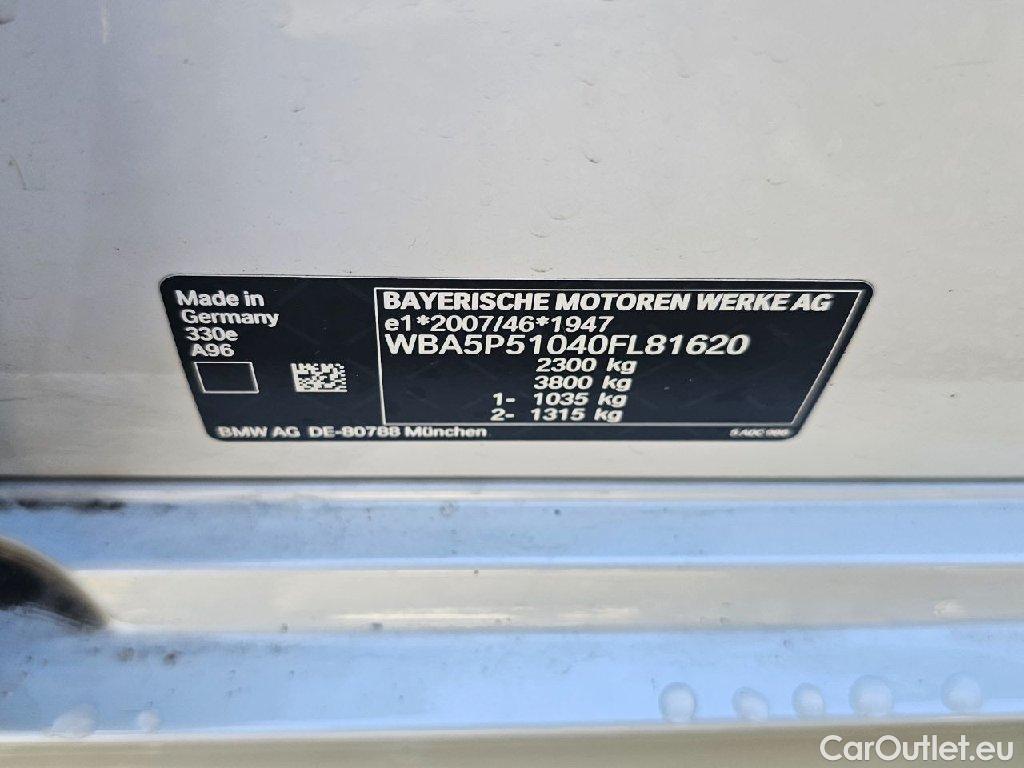 Made in
Germany
330e
A96
BAYERISCHE MOTOREN WERKE AG
e1*2007/46*1947
WBA5P51040FL81620
2300 kg
3800 kg
1- 1035 kg
2- 1315 kg
BMW AG DE-80788 München
CarOutlet.eu